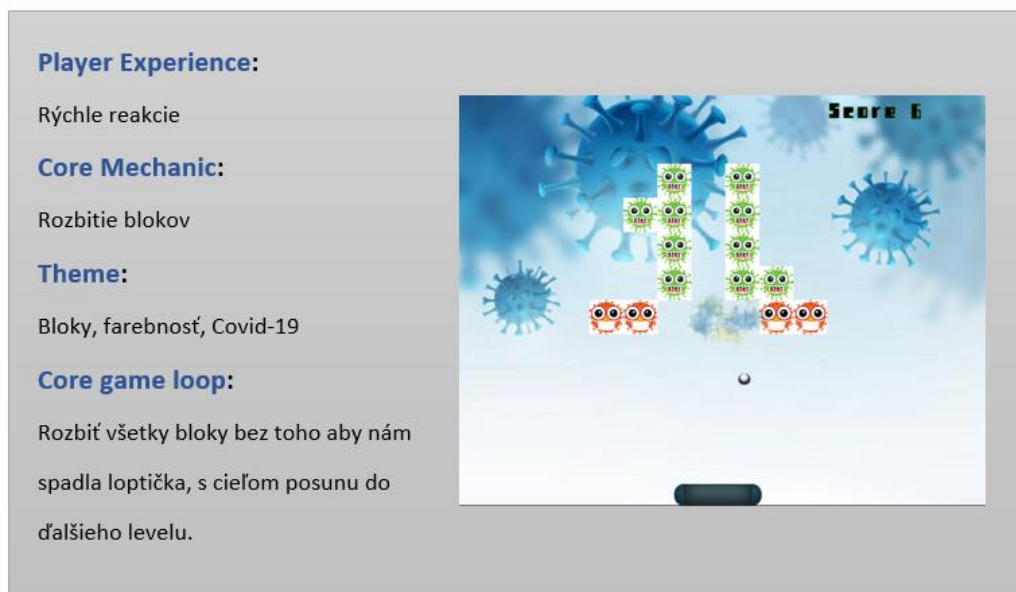 Player Experience:
Rýchle reakcie
Score 6
Core Mechanic:
Rozbitie blokov
Theme:
Bloky, farebnosť, Covid-19
Core game loop:
Rozbiť všetky bloky bez toho aby nám
spadla loptička, s cieľom posunu do
ďalšieho levelu.